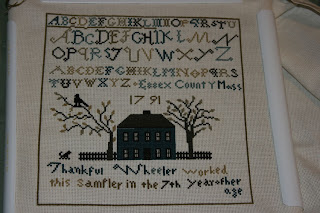 ABCDEFGHIKLMNOPQRSTU
ABCDEFGHIKLMN
OPQRSTUVWXYZ
ABCDEFGHIKLMNOPQRS
TUVWXYZ Essex County Mass
1791
Thankful Wheeler worked
this sampler in the 7th year of her
age